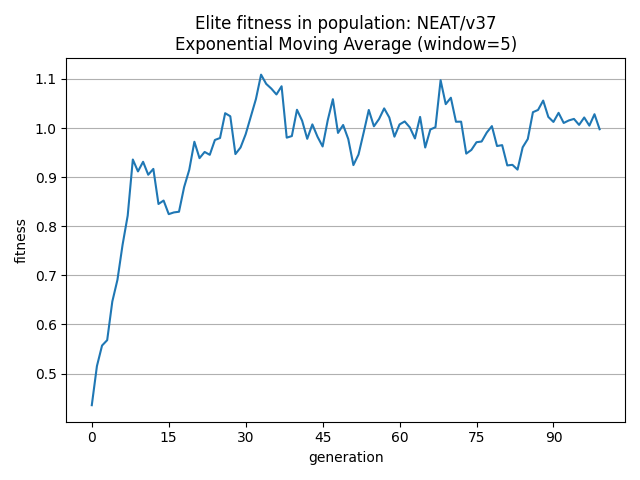 Elite fitness in population: NEAT/v37
Exponential Moving Average (window=5)
1.1
1.0
0.9
0.8
0.7
0.6
0.5
fitness
0 15 30 45 60 75 90
generation